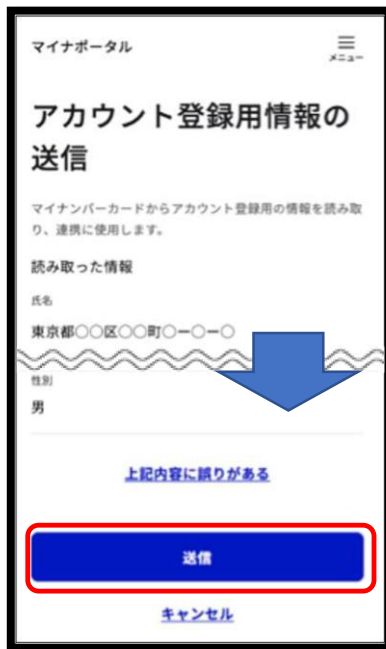 マイナポータル
メニュー
アカウント登録用情報の
送信
マイナンバーカードからアカウント登録用の情報を読み取
り、連携に使用します。
読み取った情報
氏名
東京都〇〇区〇〇町〇ー〇ー〇
性別
男
上記内容に誤りがある
送信
キャンセル